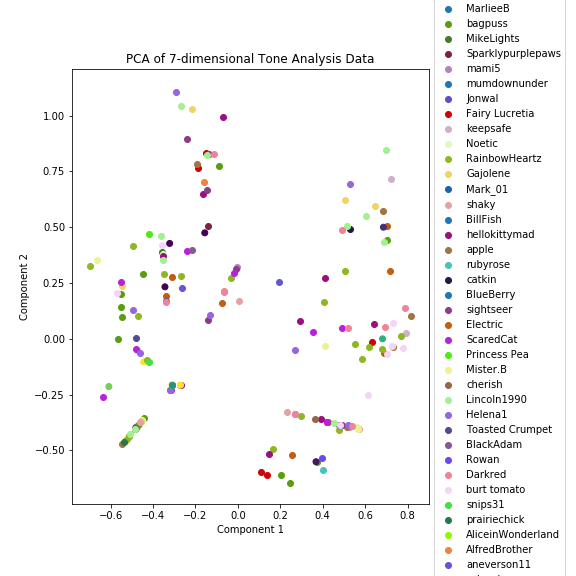 PCA of 7-dimensional Tone Analysis Data
1.00
0.75
0.50
0.25
0.00
−0.25
−0.50
Component 2
−0.6
−0.4
−0.2
0.0
0.2
0.4
0.6
0.8
Component 1
MarlieeB
bagpuss
MikeLights
Sparklypurplepaws
mami5
mumdownunder
Jonwal
Fairy Lucretia
keepsafe
Noetic
RainbowHeartz
Gajolene
Mark_01
shaky
BillFish
hellokittymad
apple
rubyrose
catkin
BlueBerry
sightseer
Electric
ScaredCat
Princess Pea
Mister.B
cherish
Lincoln1990
Helena1
Toasted Crumpet
BlackAdam
Rowan
Darkred
burt tomato
snips31
prairiechick
AliceinWonderland
AlfredBrother
aneverson11